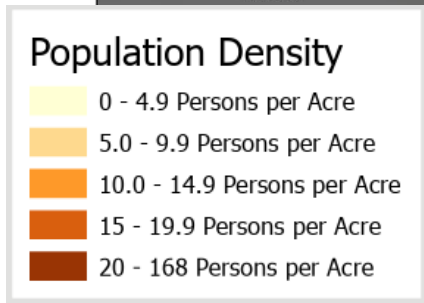 Population Density
0 - 4.9 Persons per Acre
5.0 - 9.9 Persons per Acre
10.0 - 14.9 Persons per Acre
15 - 19.9 Persons per Acre
20 - 168 Persons per Acre